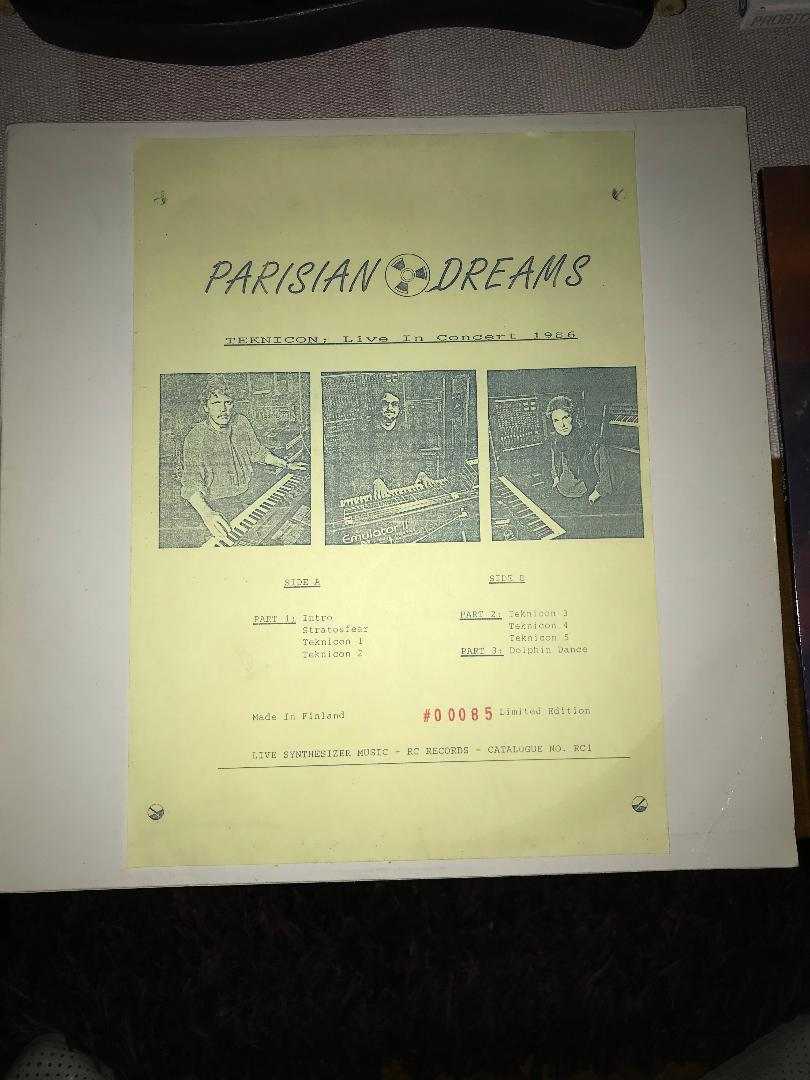 PROBIO
PARISIAN DREAMS
TEKNICON; Live In Concert 1986
Emulator II
SIDE A
PART 1: Intro
Stratosfear
Teknicon 1
Teknicon 2
SIDE B
PART 2: Teknicon 3
Teknicon 4
Teknicon 5
PART 3: Dolphin Dance
Made in Finland
#00085 Limited Edition
LIVE SYNTHESIZER MUSIC - RC RECORDS - CATALOGUE NO. RC1